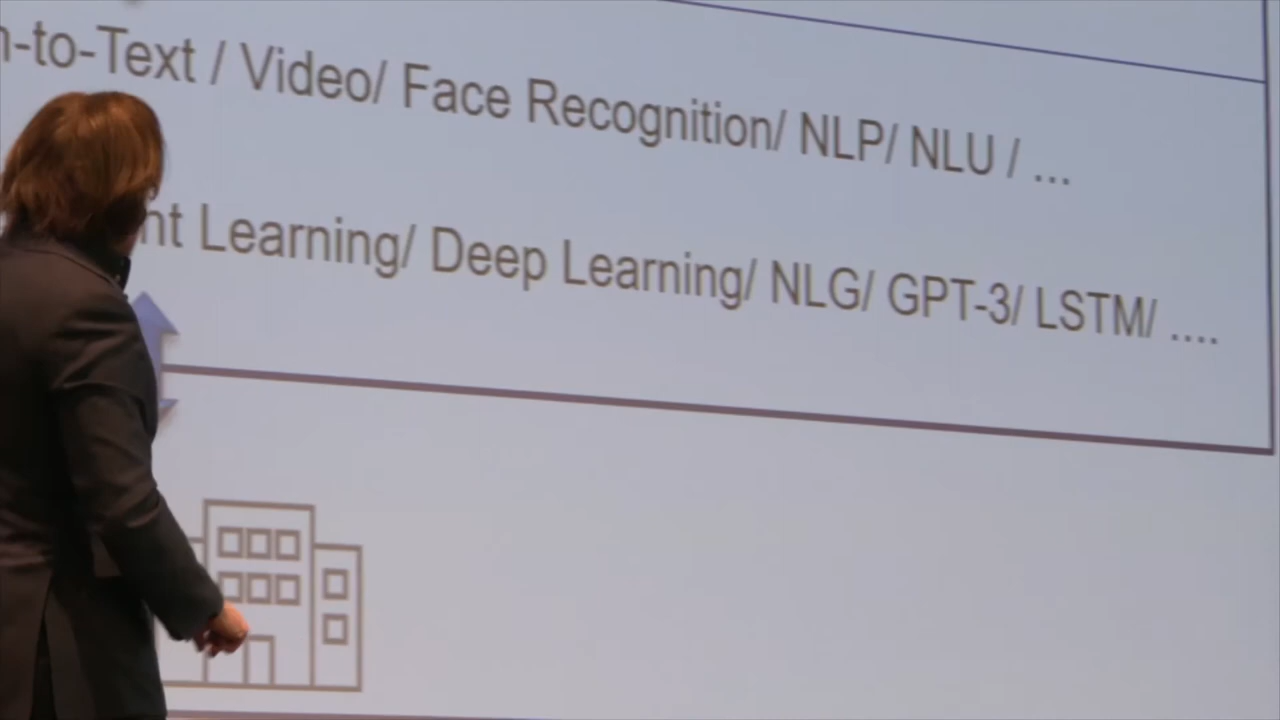 n-to-Text / Video/ Face Recognition/ NLP/ NLU / ...
nt Learning/ Deep Learning/ NLG/ GPT-3/ LSTM/ ....